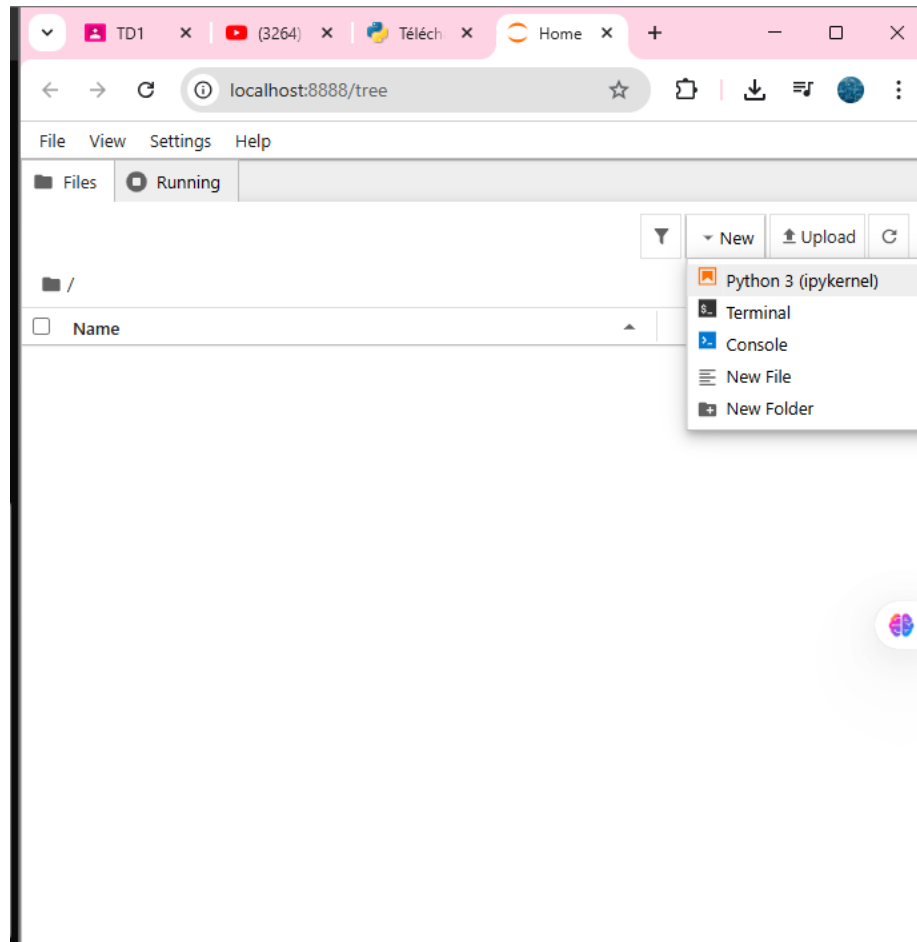 TD1
(3264)
Téléch
Home
localhost:8888/tree
File View Settings Help
Files Running
New Upload
/
Python 3 (ipykernel)
Name
Terminal
Console
New File
New Folder